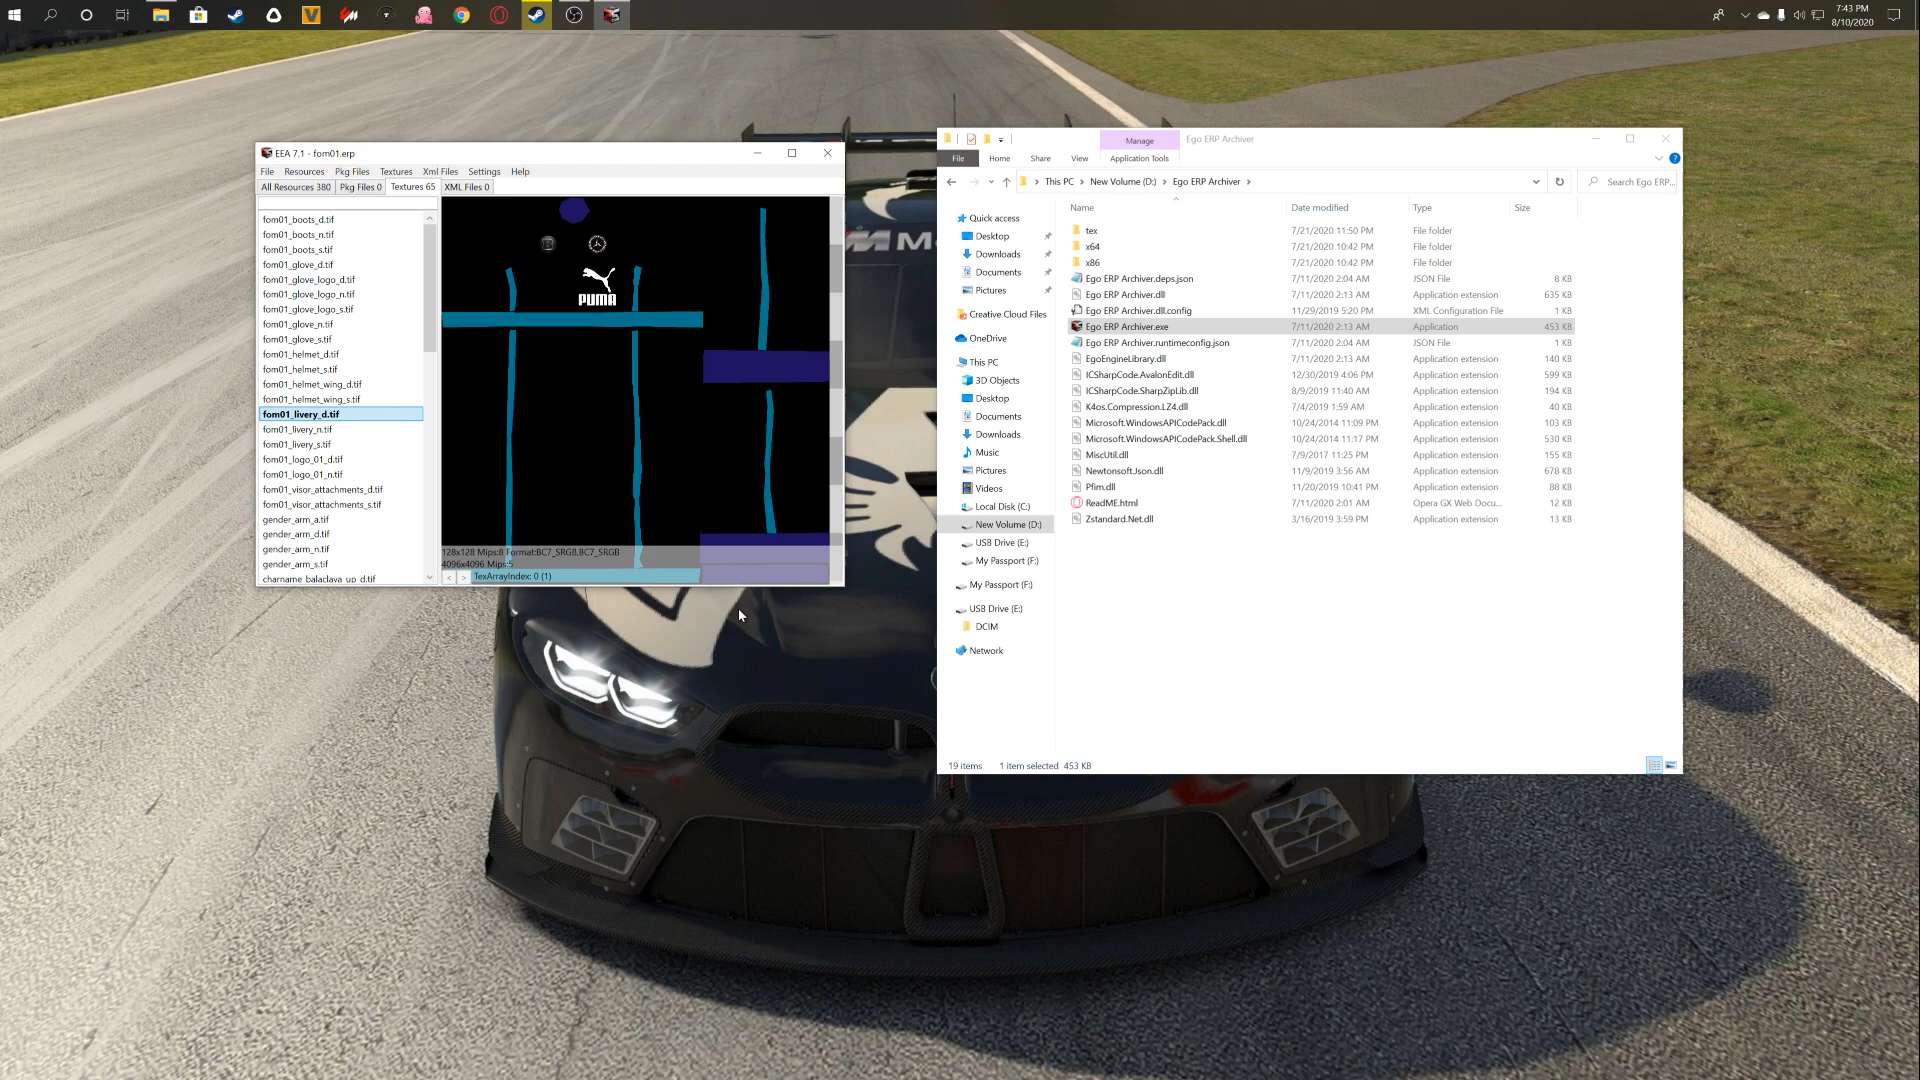 7:43 PM
8/10/2020
EEA 7.1 - fom01.erp
File Resources Pkg Files Textures Xml Files Settings Help
All Resources 380 Pkg Files 0 Textures 65 XML Files 0
fom01_boots_d.tif
fom01_boots_n.tif
fom01_boots_s.tif
fom01_glove_d.tif
fom01_glove_logo_d.tif
fom01_glove_logo_n.tif
fom01_glove_logo_s.tif
fom01_glove_n.tif
fom01_glove_s.tif
fom01_helmet_d.tif
fom01_helmet_s.tif
fom01_helmet_wing_d.tif
fom01_helmet_wing_s.tif
fom01_livery_d.tif
fom01_livery_n.tif
fom01_livery_s.tif
fom01_logo_01_d.tif
fom01_logo_01_n.tif
fom01_visor_attachments_d.tif
fom01_visor_attachments_s.tif
gender_arm_a.tif
gender_arm_d.tif
gender_arm_n.tif
gender_arm_s.tif
charname_balaclava_up_d.tif
PUMA
128x128 Mips:8 Format:BC7_SRGB,BC7_SRGB
4096x4096 Mips:5
< > TexArrayIndex: 0 (1)
M M
Manage Ego ERP Archiver
File Home Share View Application Tools
This PC > New Volume (D:) > Ego ERP Archiver >
Search Ego ERP...
Quick access
Desktop
Downloads
Documents
Pictures
Creative Cloud Files
OneDrive
This PC
3D Objects
Desktop
Documents
Downloads
Music
Pictures
Videos
Local Disk (C:)
New Volume (D:)
USB Drive (E:)
My Passport (F:)
My Passport (F:)
USB Drive (E:)
DCIM
Network
Name Date modified Type Size
tex 7/21/2020 11:50 PM File folder
x64 7/21/2020 10:42 PM File folder
x86 7/21/2020 10:42 PM File folder
Ego ERP Archiver.deps.json 7/11/2020 2:04 AM JSON File 8 KB
Ego ERP Archiver.dll 7/11/2020 2:13 AM Application extension 635 KB
Ego ERP Archiver.dll.config 11/29/2019 5:20 PM XML Configuration File 1 KB
Ego ERP Archiver.exe 7/11/2020 2:13 AM Application 453 KB
Ego ERP Archiver.runtimeconfig.json 7/11/2020 2:04 AM JSON File 1 KB
EgoEngineLibrary.dll 7/11/2020 2:13 AM Application extension 140 KB
ICSharpCode.AvalonEdit.dll 12/30/2019 4:06 PM Application extension 599 KB
ICSharpCode.SharpZipLib.dll 8/9/2019 11:40 AM Application extension 194 KB
K4os.Compression.LZ4.dll 7/4/2019 1:59 AM Application extension 40 KB
Microsoft.WindowsAPICodePack.dll 10/24/2014 11:09 PM Application extension 103 KB
Microsoft.WindowsAPICodePack.Shell.dll 10/24/2014 11:17 PM Application extension 530 KB
MiscUtil.dll 7/9/2017 11:25 PM Application extension 155 KB
Newtonsoft.Json.dll 11/9/2019 3:56 AM Application extension 678 KB
Pfim.dll 11/20/2019 10:41 PM Application extension 88 KB
ReadME.html 7/11/2020 2:01 AM Opera GX Web Docu... 12 KB
Zstandard.Net.dll 3/16/2019 3:59 PM Application extension 13 KB
19 items 1 item selected 453 KB